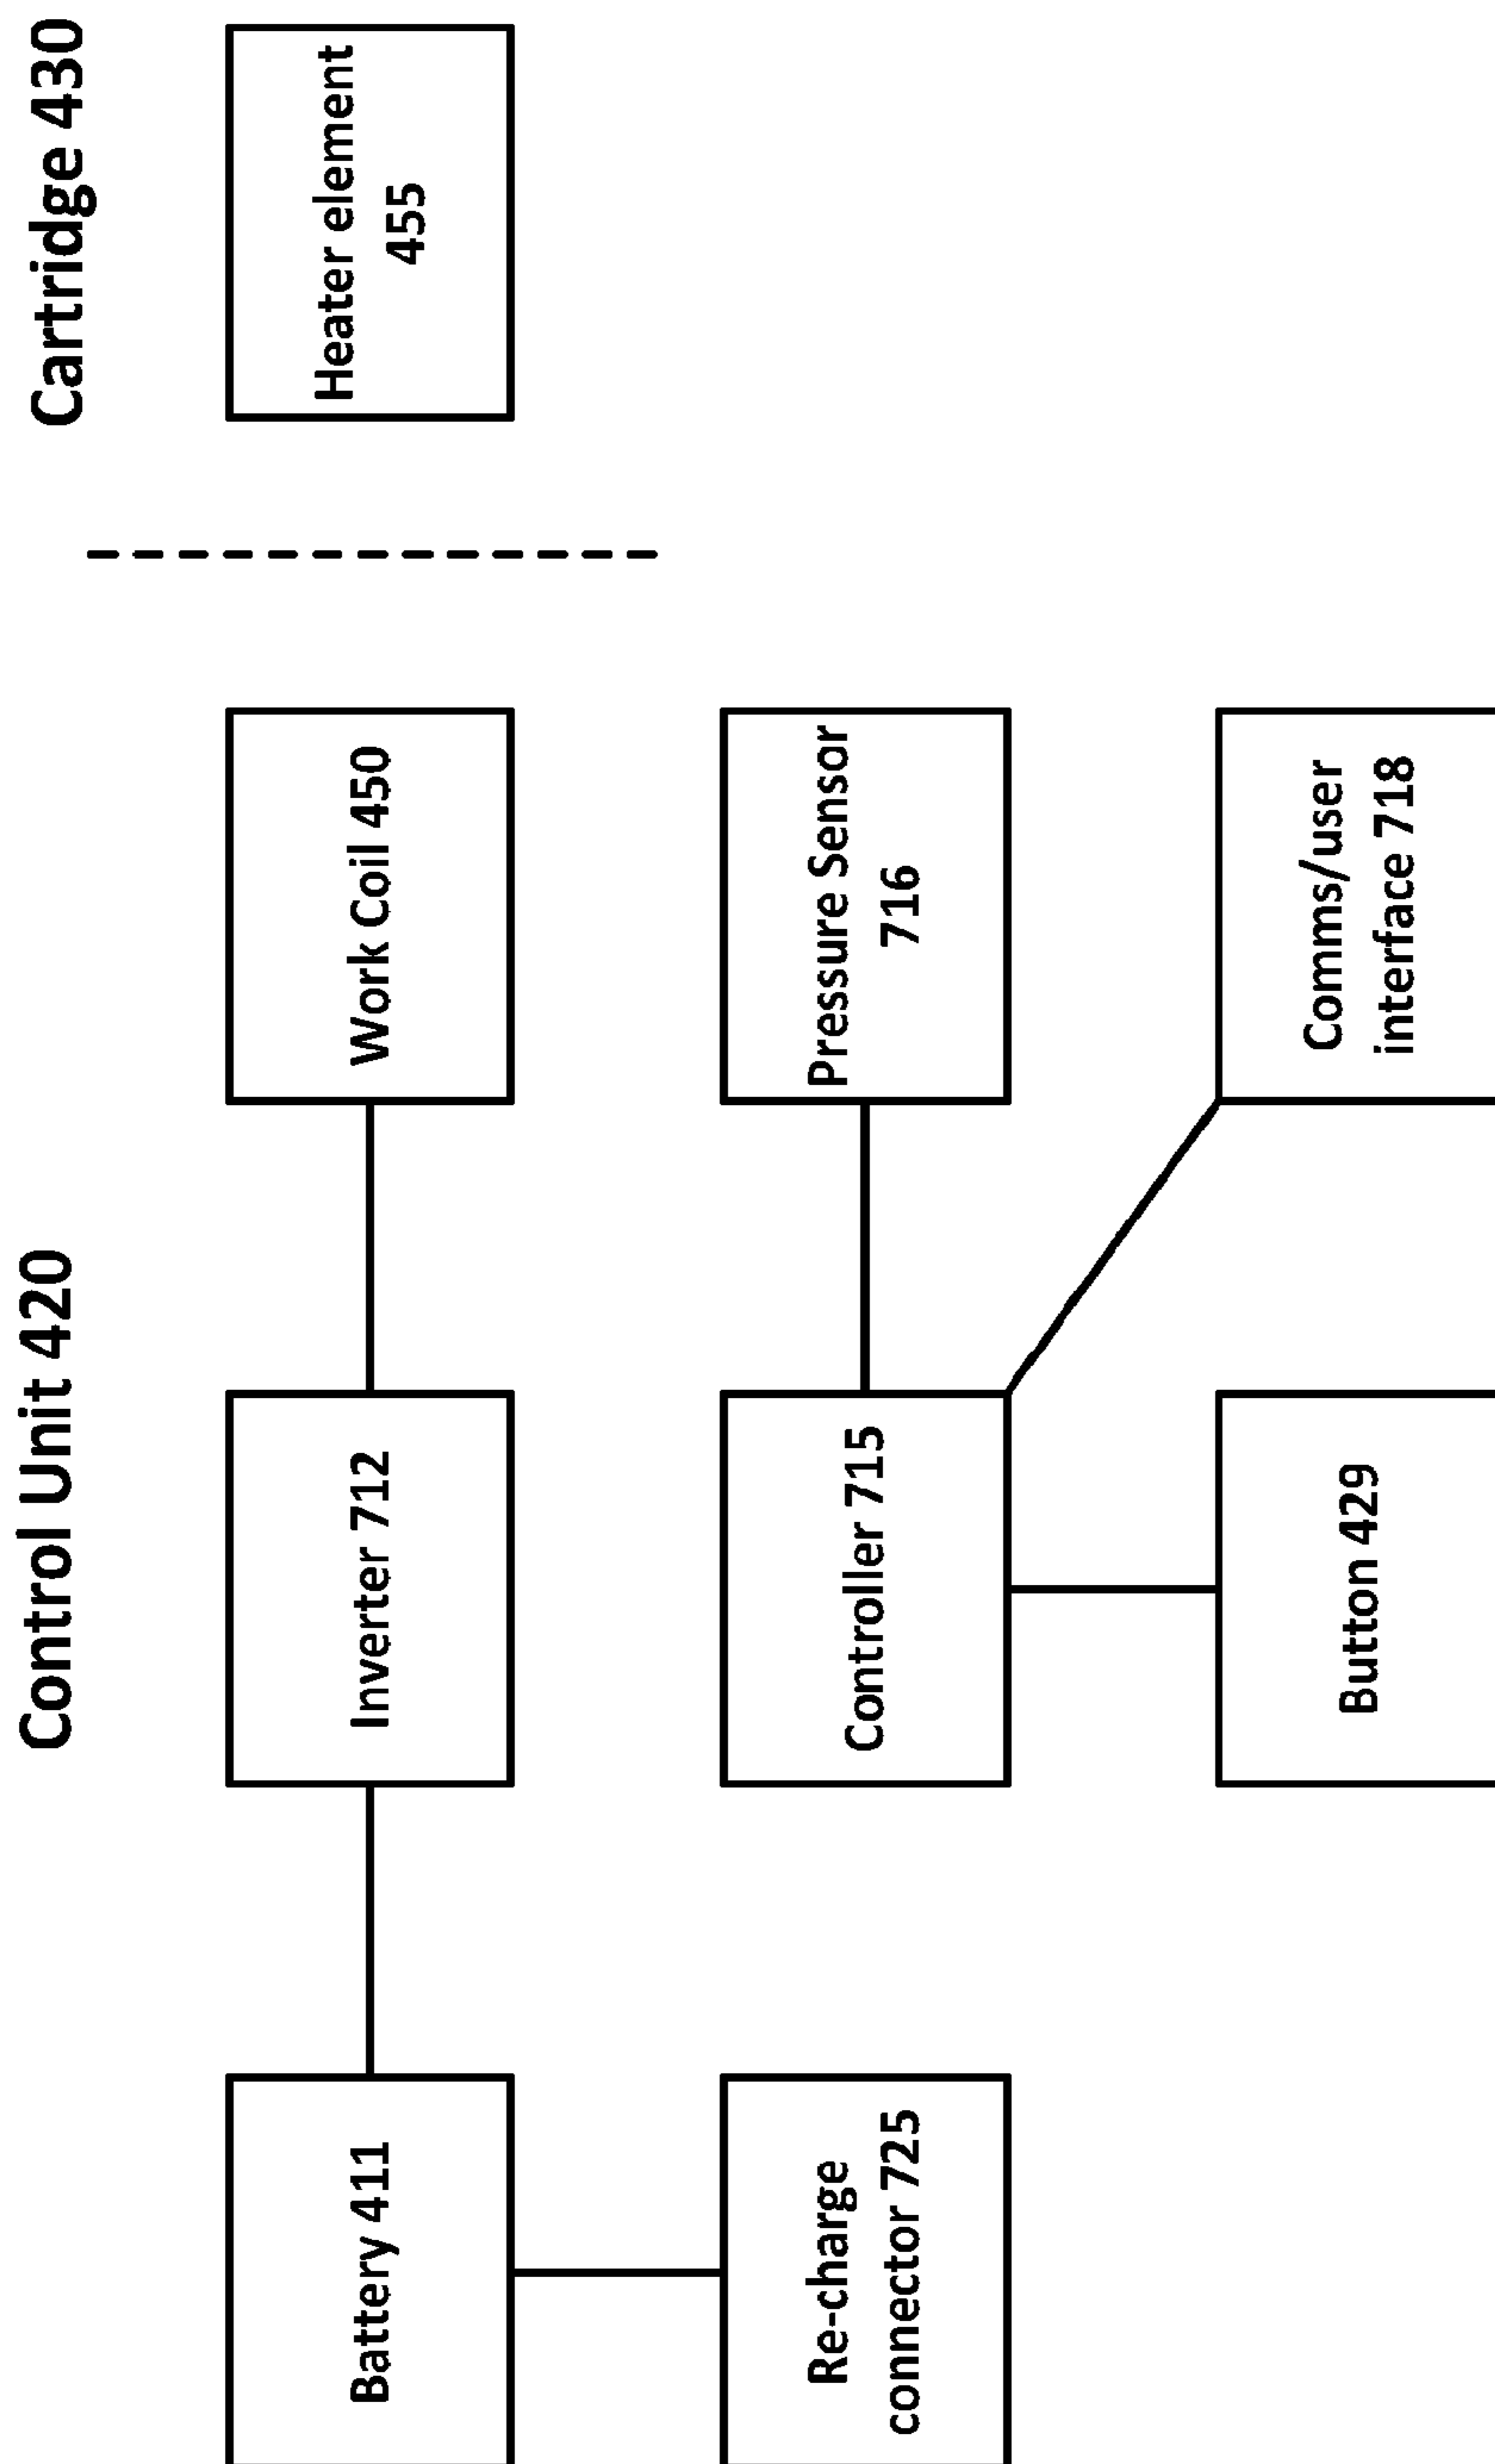 Control Unit 420
Cartridge 430
Battery 411
Inverter 712
Work Coil 450
Heater element
455
Re-charge
connector 725
Controller 715
Pressure Sensor
716
Button 429
Comms/user
interface 718